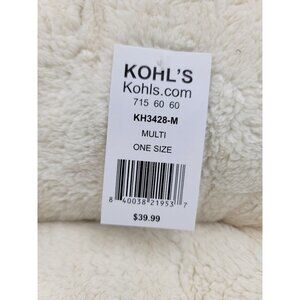 KOHL'S
Kohls.com
715 60 60
KH3428-M
MULTI
ONE SIZE
8 40038 21953 7
$39.99